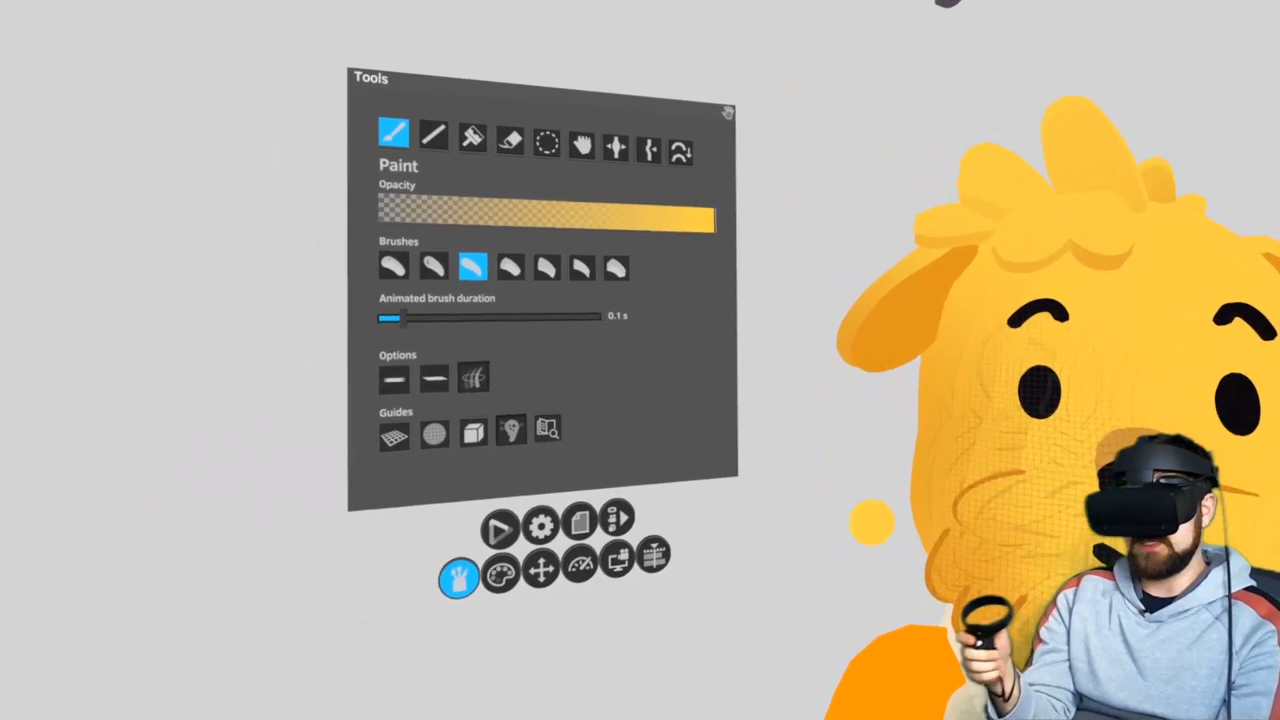 Tools
Paint
Opacity
Brushes
Animated brush duration
0.1 s
Options
Guides